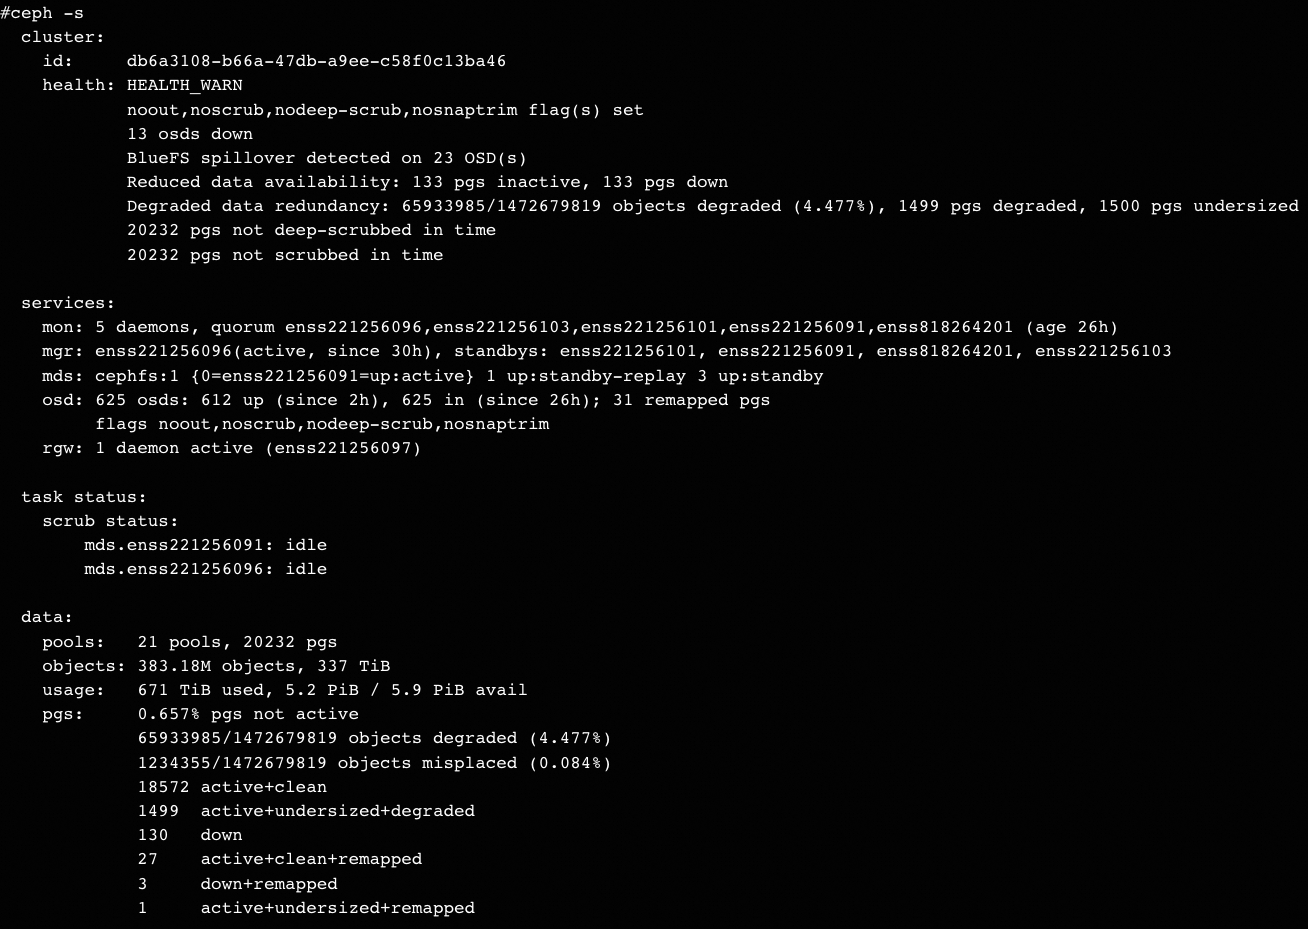 #ceph -s
cluster:
id: db6a3108-b66a-47db-a9ee-c58f0c13ba46
health: HEALTH_WARN
noout,noscrub,nodeep-scrub,nosnaptrim flag(s) set
13 osds down
BlueFS spillover detected on 23 OSD(s)
Reduced data availability: 133 pgs inactive, 133 pgs down
Degraded data redundancy: 65933985/1472679819 objects degraded (4.477%), 1499 pgs degraded, 1500 pgs undersized
20232 pgs not deep-scrubbed in time
20232 pgs not scrubbed in time
services:
mon: 5 daemons, quorum enss221256096,enss221256103,enss221256101,enss221256091,enss818264201 (age 26h)
mgr: enss221256096(active, since 30h), standbys: enss221256101, enss221256091, enss818264201, enss221256103
mds: cephfs:1 {0=enss221256091=up:active} 1 up:standby-replay 3 up:standby
osd: 625 osds: 612 up (since 2h), 625 in (since 26h); 31 remapped pgs
flags noout,noscrub,nodeep-scrub,nosnaptrim
rgw: 1 daemon active (enss221256097)
task status:
scrub status:
mds.enss221256091: idle
mds.enss221256096: idle
data:
pools: 21 pools, 20232 pgs
objects: 383.18M objects, 337 TiB
usage: 671 TiB used, 5.2 PiB / 5.9 PiB avail
pgs: 0.657% pgs not active
65933985/1472679819 objects degraded (4.477%)
1234355/1472679819 objects misplaced (0.084%)
18572 active+clean
1499 active+undersized+degraded
130 down
27 active+clean+remapped
3 down+remapped
1 active+undersized+remapped